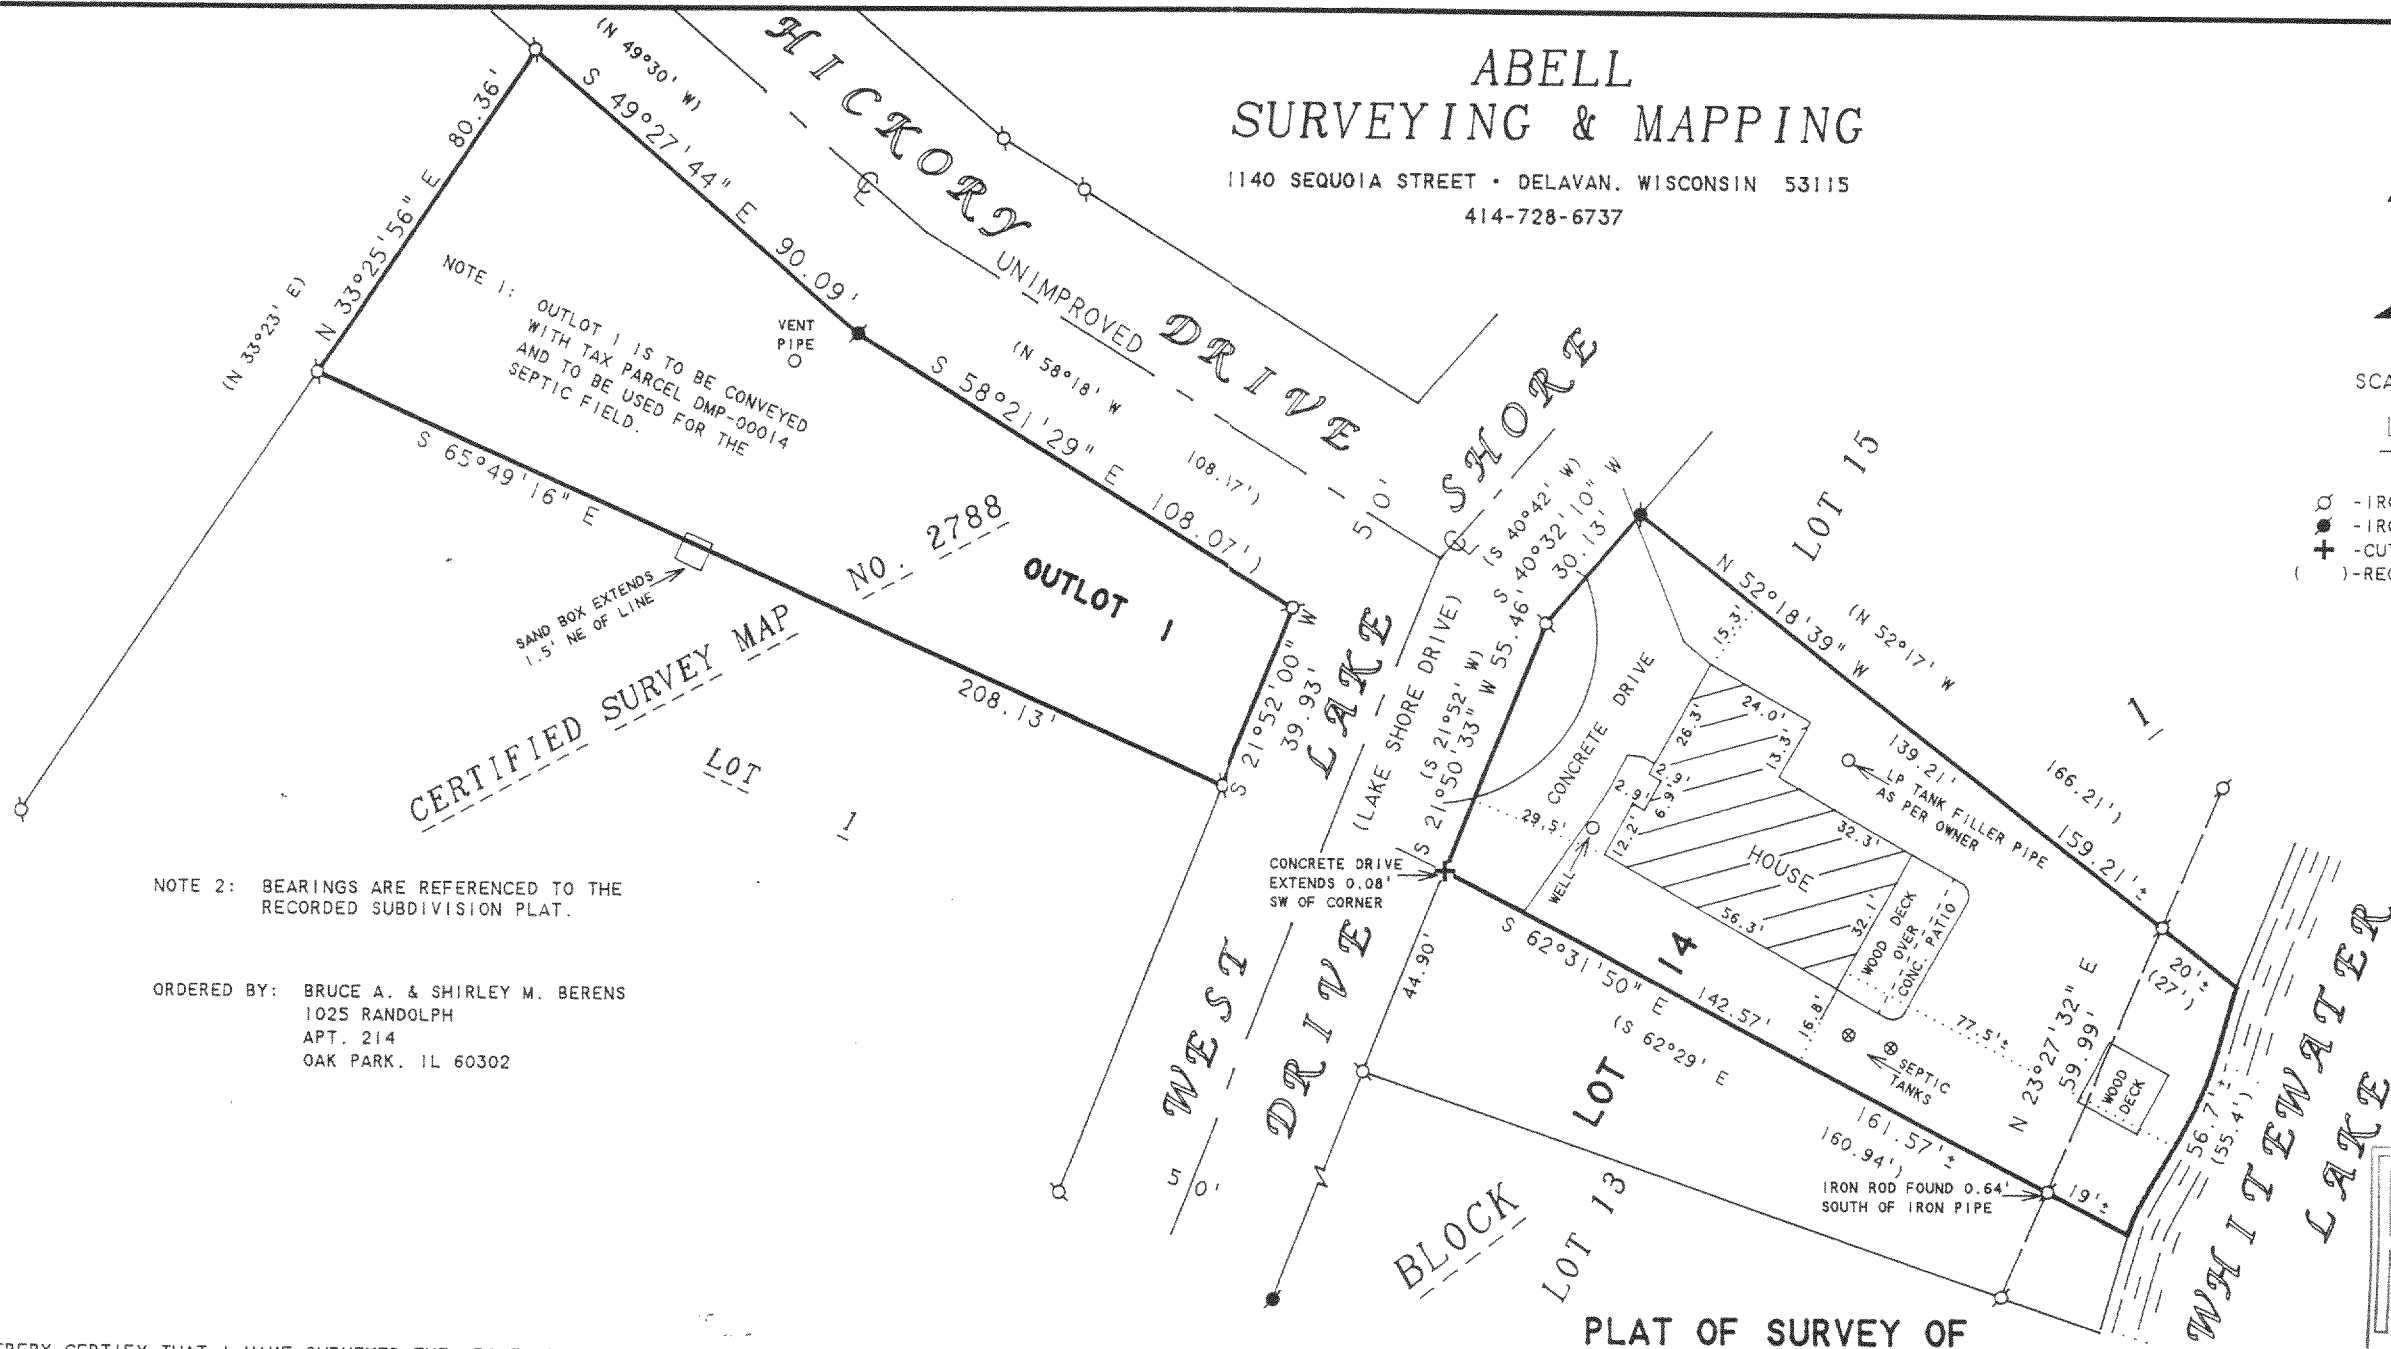 ABELL
SURVEYING & MAPPING
1140 SEQUOIA STREET • DELAVAN. WISCONSIN 53115
414-728-6737
HICKORY
DRIVE
UNIMPROVED
(N 49°30' W)
S 49°27'44" E 90.09'
N 33°25'56" E 80.36'
(N 33°23' E)
NOTE 1: OUTLOT 1 IS TO BE CONVEYED
WITH TAX PARCEL DMP-00014
AND TO BE USED FOR THE
SEPTIC FIELD.
VENT
PIPE
S 58°21'29" E 108.07')
(N 58°18' W
108.17')
S 65°49'16" E
208.13'
SAND BOX EXTENDS
1.5' NE OF LINE
CERTIFIED SURVEY MAP NO. 2788
LOT 1
OUTLOT 1
S 21°52'00" W
39.93'
50'
WEST
LAKE
SHORE
DRIVE
(LAKE SHORE DRIVE)
50'
(S 40°42' W)
S 40°32'10" W
30.13'
(S 21°52' W)
S 21°50'33" W 55.46'
LOT 15
N 52°18'39" W
(N 52°17' W
139.21'
166.21')
159.21'±
1
15.3'
CONCRETE DRIVE
26.3'
24.0'
13.3'
2.9'
2.9'
6.9'
12.2'
29.5'
WELL
LP TANK FILLER PIPE
AS PER OWNER
HOUSE
32.3'
56.3'
32.1'
WOOD DECK
OVER
CONC. PATIO
CONCRETE DRIVE
EXTENDS 0.08'
SW OF CORNER
44.90'
S 62°31'50" E
142.57'
(S 62°29' E
161.57'±
160.94')
LOT 14
16.8'
77.5'±
SEPTIC
TANKS
N 23°27'32" E
59.99'
WOOD
DECK
20'±
(27')
56.7'±
(55.4')
19'±
IRON ROD FOUND 0.64'
SOUTH OF IRON PIPE
WHITEWATER
LAKE
BLOCK
LOT 13
NOTE 2: BEARINGS ARE REFERENCED TO THE
RECORDED SUBDIVISION PLAT.
ORDERED BY: BRUCE A. & SHIRLEY M. BERENS
1025 RANDOLPH
APT. 214
OAK PARK. IL 60302
PLAT OF SURVEY OF